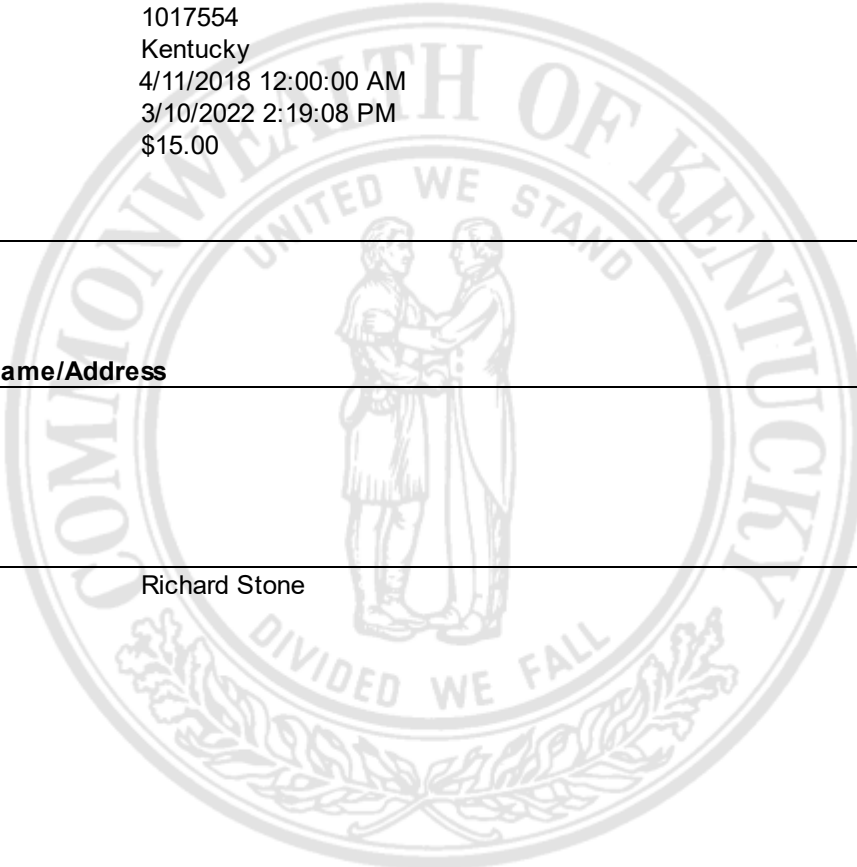 1017554
Kentucky
4/11/2018 12:00:00 AM
3/10/2022 2:19:08 PM
$15.00
ame/Address
Richard Stone
COMMONWEALTH OF KENTUCKY
UNITED WE STAND
DIVIDED WE FALL